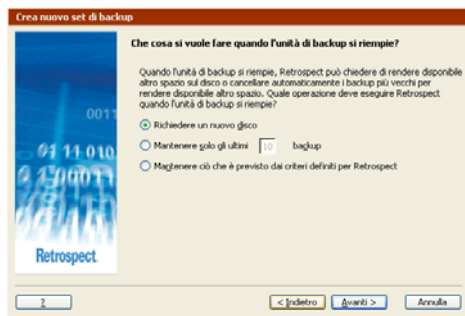 Crea nuovo set di backup
Che cosa si vuole fare quando l'unità di backup si riempie?
Quando l'unità di backup si riempie, Retrospect può chiedere di rendere disponibile
altro spazio sul disco o cancellare automaticamente i backup più vecchi per
rendere disponibile altro spazio. Quale operazione deve eseguire Retrospect
quando l'unità di backup si riempie?
Richiedere un nuovo disco
Mantenere solo gli ultimi 10 backup
Mantenere ciò che è previsto dai criteri definiti per Retrospect
Retrospect
?
< Indietro
Avanti >
Annulla